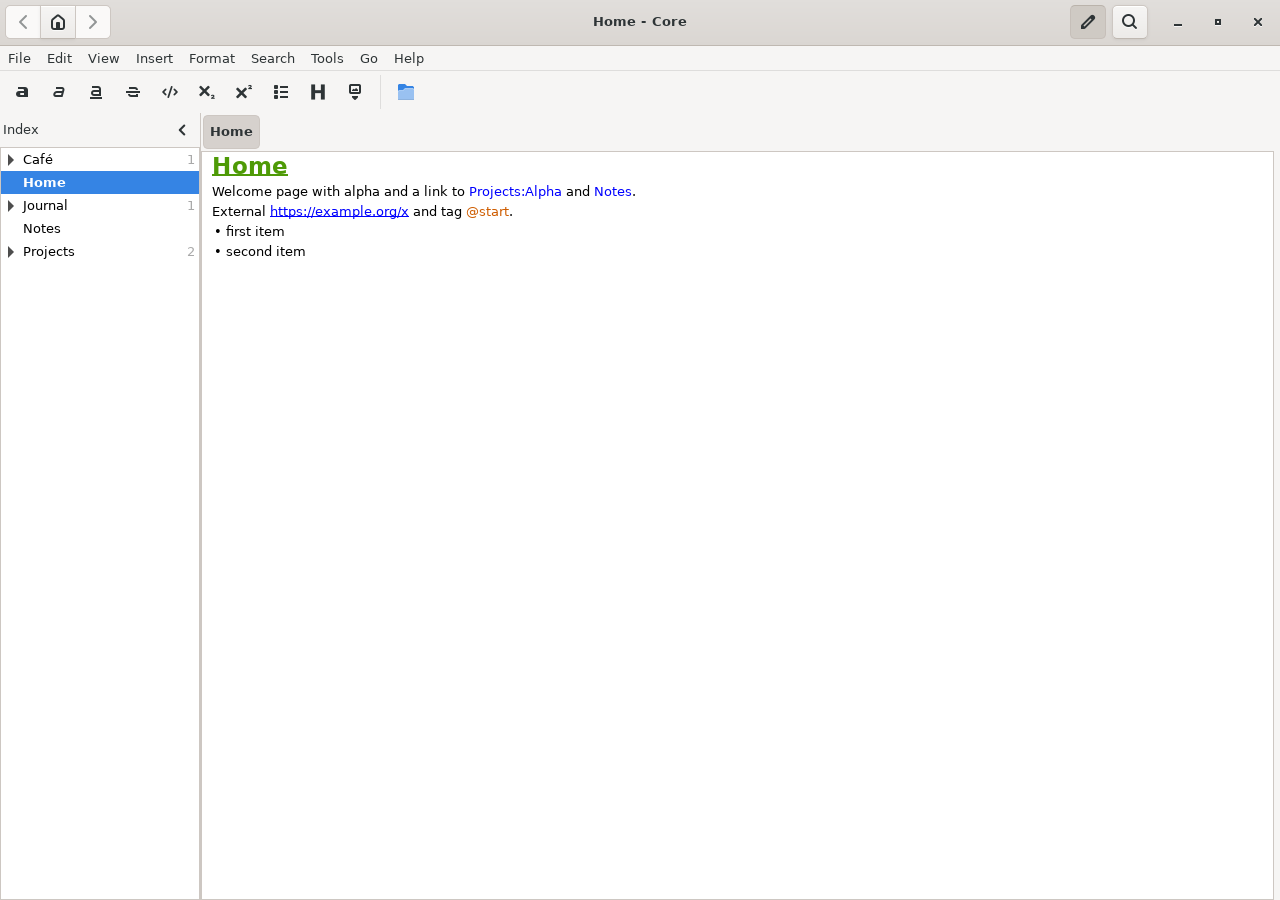 Home - Core
File Edit View Insert Format Search Tools Go Help
Index
Home
Café 1
Home
Journal 1
Notes
Projects 2
Home
Welcome page with alpha and a link to Projects:Alpha and Notes.
External https://example.org/x and tag @start.
• first item
• second item